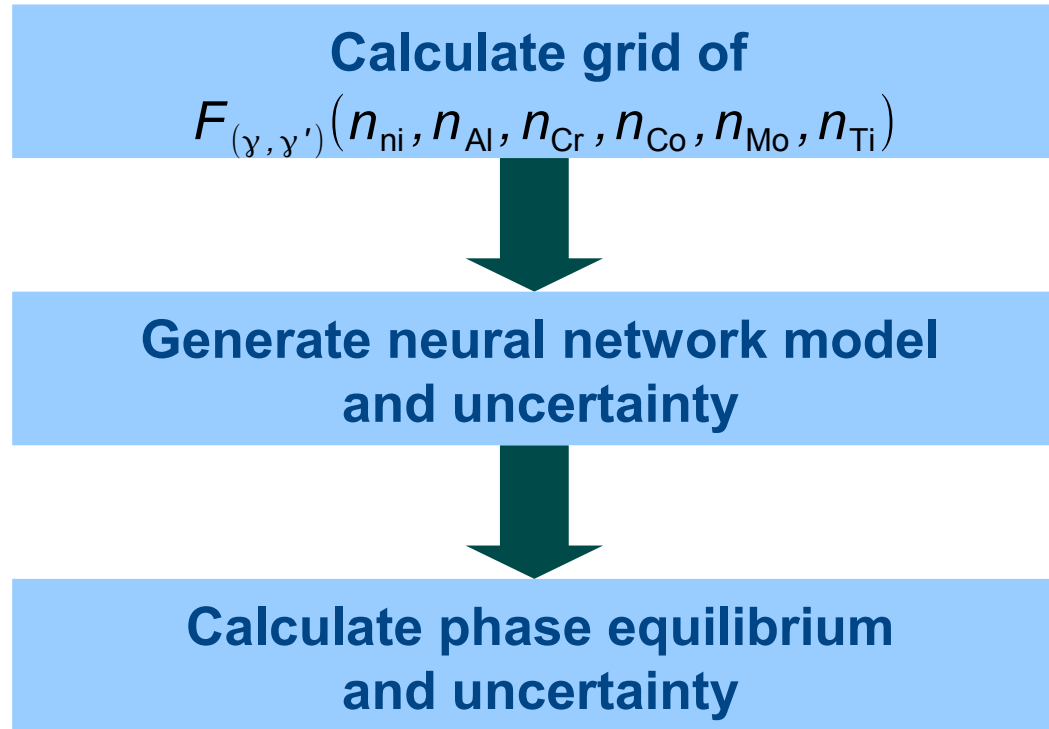 Calculate grid of
F(γ,γ')(nni,nAl,nCr,nCo,nMo,nTi)
Generate neural network model
and uncertainty
Calculate phase equilibrium
and uncertainty